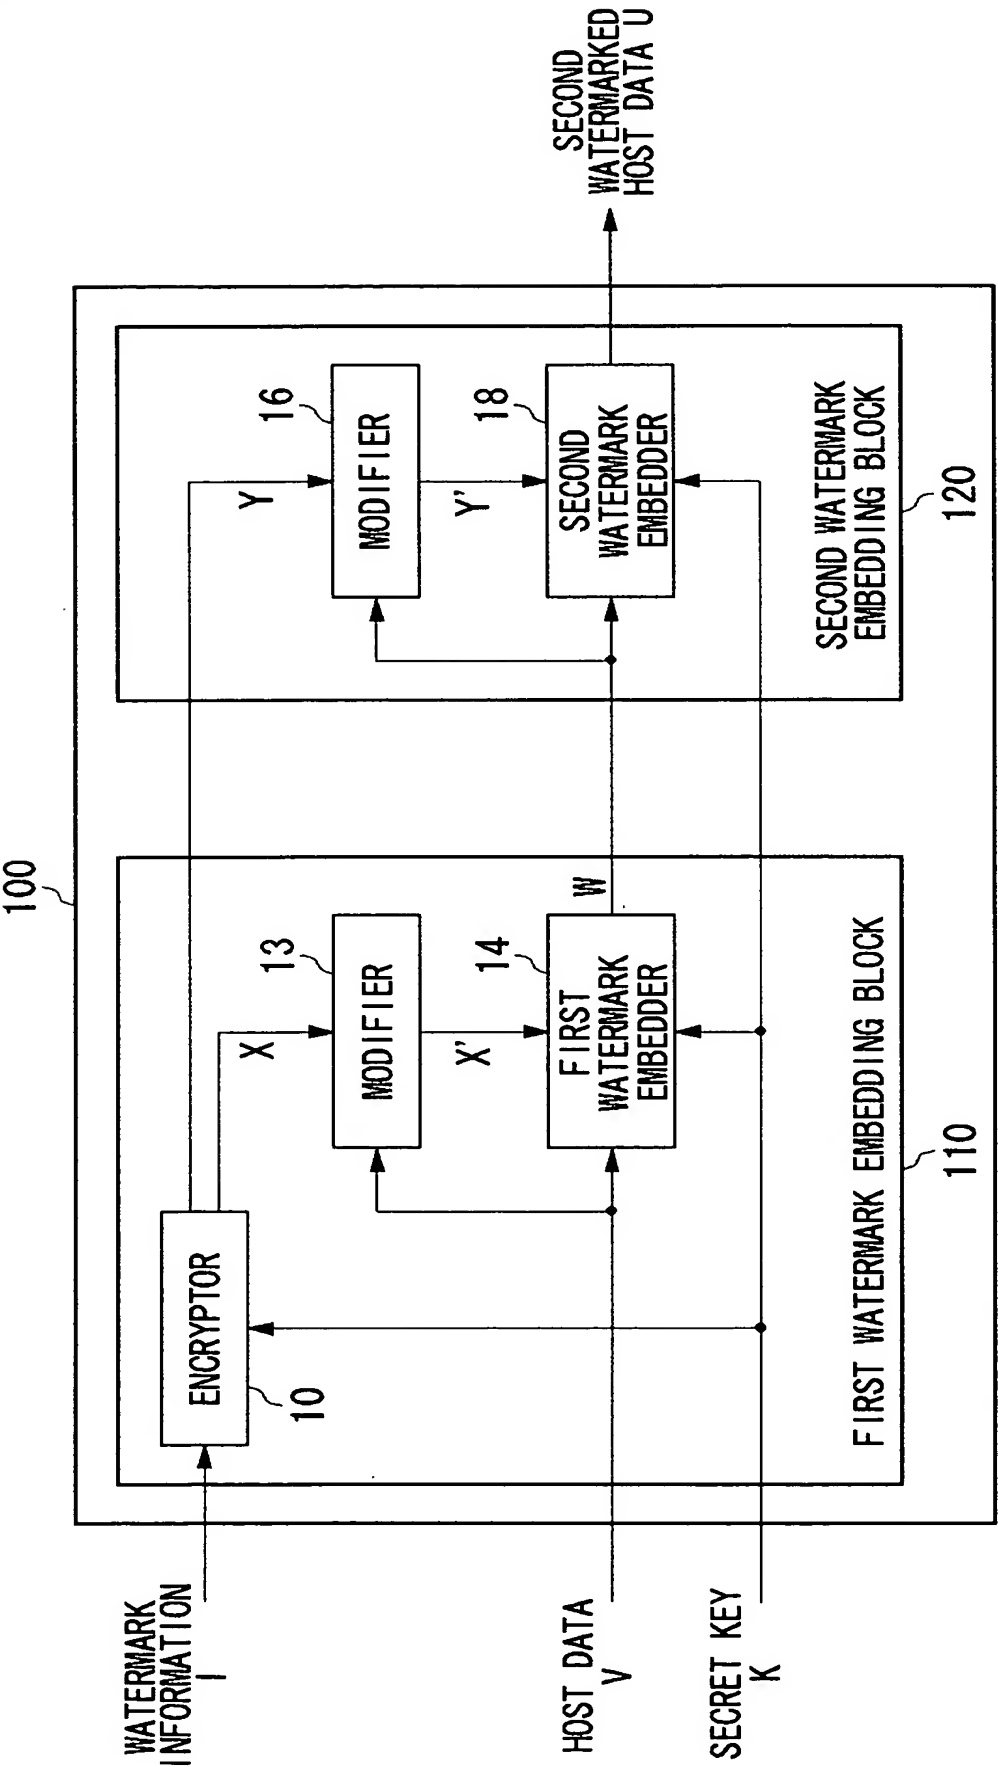 100
WATERMARK
INFORMATION
I
ENCRYPTOR
10
X
Y
MODIFIER
13
X'
FIRST
WATERMARK
EMBEDDER
14
W
MODIFIER
16
Y'
SECOND
WATERMARK
EMBEDDER
18
SECOND
WATERMARKED
HOST DATA U
HOST DATA
V
SECRET KEY
K
FIRST WATERMARK EMBEDDING BLOCK
110
SECOND WATERMARK
EMBEDDING BLOCK
120